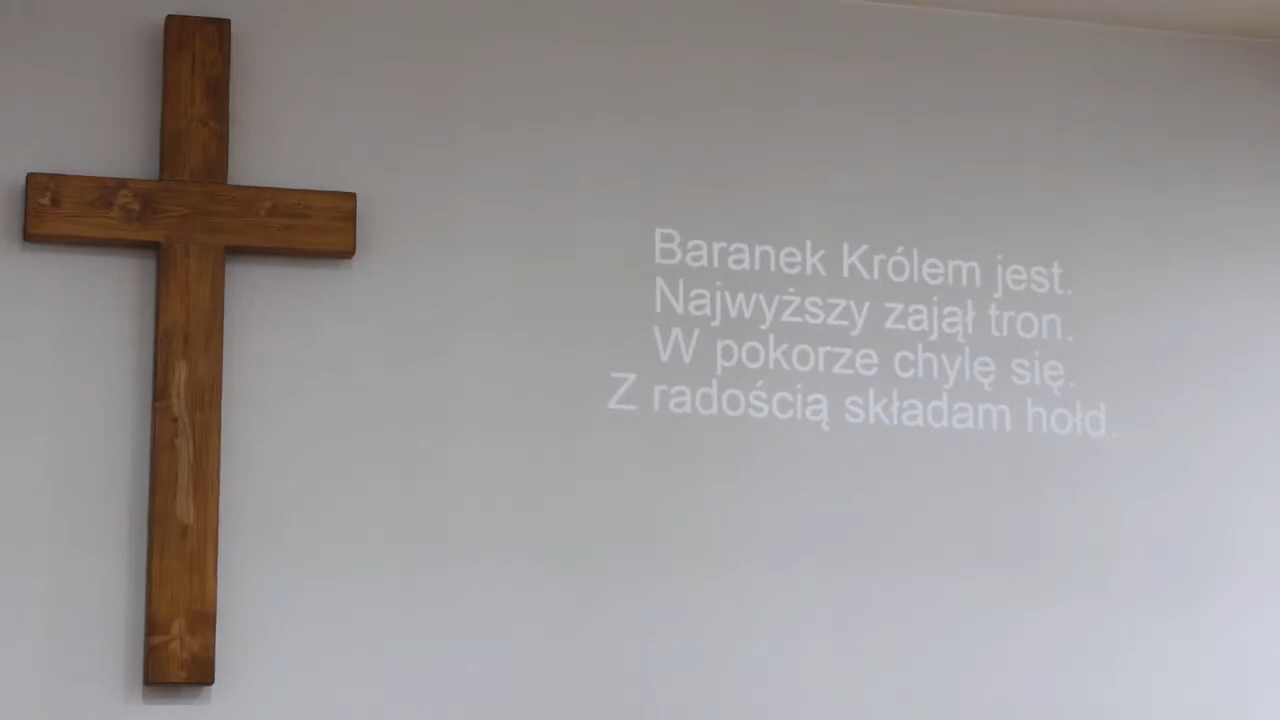 Baranek Królem jest.
Najwyższy zajął tron.
W pokorze chylę się.
Z radością składam hołd.